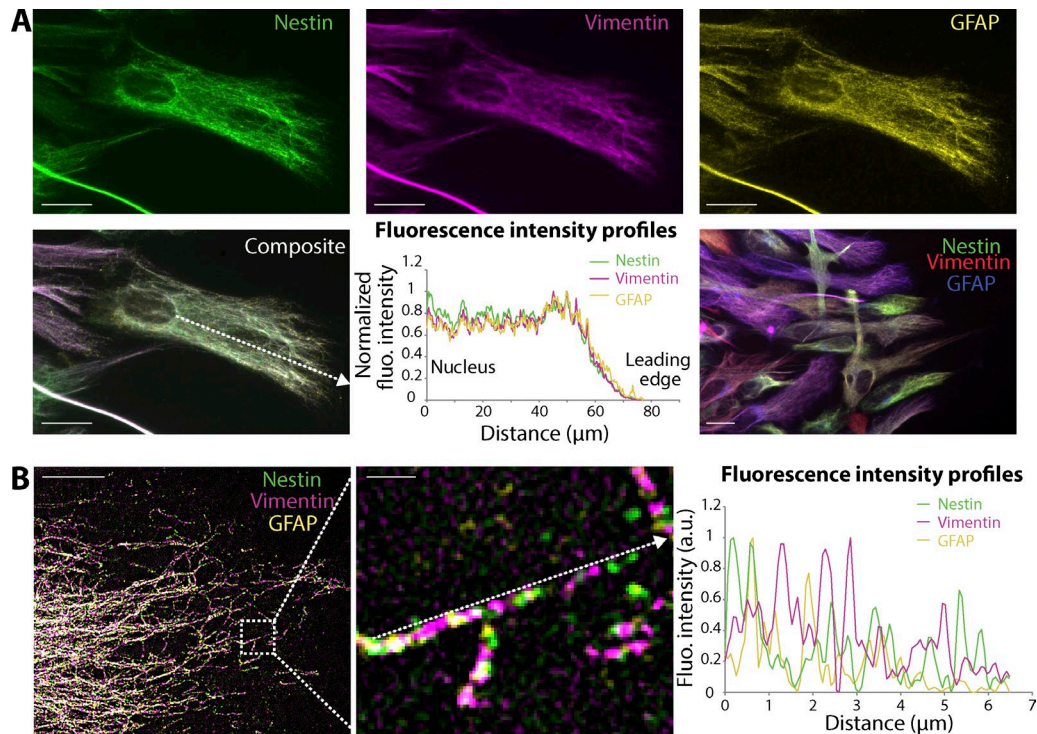 A
Nestin
Vimentin
GFAP
Composite
Fluorescence intensity profiles
Normalized
fluo. intensity
1.2
1
0.8
0.6
0.4
0.2
0
Nestin
Vimentin
GFAP
Nucleus
Leading
edge
0 20 40 60 80
Distance (µm)
Nestin
Vimentin
GFAP
B
Nestin
Vimentin
GFAP
Fluorescence intensity profiles
Fluo. intensity (a.u.)
1.2
1
0.8
0.6
0.4
0.2
0
Nestin
Vimentin
GFAP
0 1 2 3 4 5 6 7
Distance (µm)